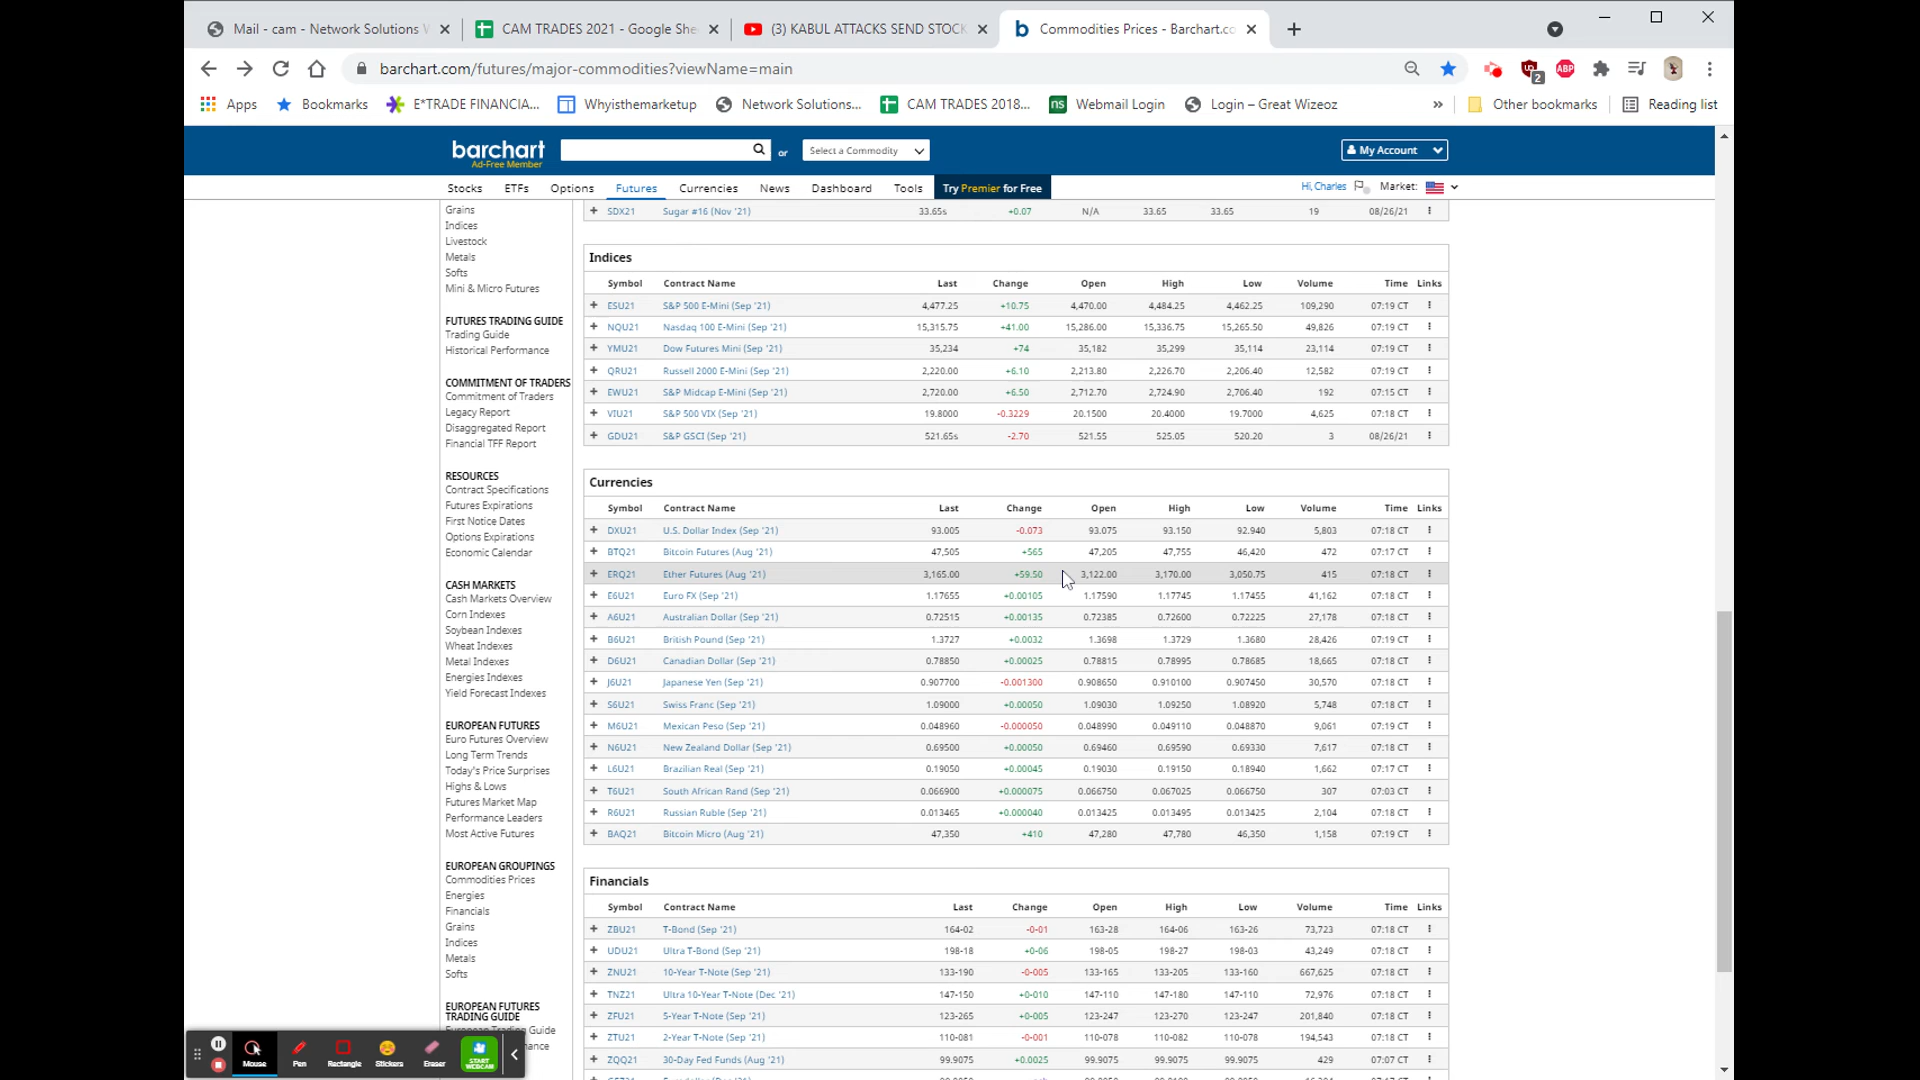 Mail - cam - Network Solutions W
CAM TRADES 2021 - Google She
(3) KABUL ATTACKS SEND STOCK
Commodities Prices - Barchart.co
barchart.com/futures/major-commodities?viewName=main
2
ABP
Apps Bookmarks E*TRADE FINANCIA... Whyisthemarketup Network Solutions... CAM TRADES 2018... ns Webmail Login Login – Great Wizeoz » Other bookmarks Reading list
barchart
Ad-Free Member
or
Select a Commodity
My Account
Stocks ETFs Options Futures Currencies News Dashboard Tools Try Premier for Free
Hi, Charles Market:
Grains
Indices
Livestock
Metals
Softs
Mini & Micro Futures
FUTURES TRADING GUIDE
Trading Guide
Historical Performance
COMMITMENT OF TRADERS
Commitment of Traders
Legacy Report
Disaggregated Report
Financial TFF Report
RESOURCES
Contract Specifications
Futures Expirations
First Notice Dates
Options Expirations
Economic Calendar
CASH MARKETS
Cash Markets Overview
Corn Indexes
Soybean Indexes
Wheat Indexes
Metal Indexes
Energies Indexes
Yield Forecast Indexes
EUROPEAN FUTURES
Euro Futures Overview
Long Term Trends
Today's Price Surprises
Highs & Lows
Futures Market Map
Performance Leaders
Most Active Futures
EUROPEAN GROUPINGS
Commodities Prices
Energies
Financials
Grains
Indices
Metals
Softs
EUROPEAN FUTURES
TRADING GUIDE
European Trading Guide
SDX21 Sugar #16 (Nov '21) 33.65s +0.07 N/A 33.65 33.65 19 08/26/21
Indices
Symbol Contract Name Last Change Open High Low Volume Time Links
ESU21 S&P 500 E-Mini (Sep '21) 4,477.25 +10.75 4,470.00 4,484.25 4,462.25 109,290 07:19 CT
NQU21 Nasdaq 100 E-Mini (Sep '21) 15,315.75 +41.00 15,286.00 15,336.75 15,265.50 49,826 07:19 CT
YMU21 Dow Futures Mini (Sep '21) 35,234 +74 35,182 35,299 35,114 23,114 07:19 CT
QRU21 Russell 2000 E-Mini (Sep '21) 2,220.00 +6.10 2,213.80 2,226.70 2,206.40 12,582 07:19 CT
EWU21 S&P Midcap E-Mini (Sep '21) 2,720.00 +6.50 2,712.70 2,724.90 2,706.40 192 07:15 CT
VIU21 S&P 500 VIX (Sep '21) 19.8000 -0.3229 20.1500 20.4000 19.7000 4,625 07:18 CT
GDU21 S&P GSCI (Sep '21) 521.65s -2.70 521.55 525.05 520.20 3 08/26/21
Currencies
Symbol Contract Name Last Change Open High Low Volume Time Links
DXU21 U.S. Dollar Index (Sep '21) 93.005 -0.073 93.075 93.150 92.940 5,803 07:18 CT
BTQ21 Bitcoin Futures (Aug '21) 47,505 +565 47,205 47,755 46,420 472 07:17 CT
ERQ21 Ether Futures (Aug '21) 3,165.00 +59.50 3,122.00 3,170.00 3,050.75 415 07:18 CT
E6U21 Euro FX (Sep '21) 1.17655 +0.00105 1.17590 1.17745 1.17455 41,162 07:18 CT
A6U21 Australian Dollar (Sep '21) 0.72515 +0.00135 0.72385 0.72600 0.72225 27,178 07:18 CT
B6U21 British Pound (Sep '21) 1.3727 +0.0032 1.3698 1.3729 1.3680 28,426 07:19 CT
D6U21 Canadian Dollar (Sep '21) 0.78850 +0.00025 0.78815 0.78995 0.78685 18,665 07:18 CT
J6U21 Japanese Yen (Sep '21) 0.907700 -0.001300 0.908650 0.910100 0.907450 30,570 07:18 CT
S6U21 Swiss Franc (Sep '21) 1.09000 +0.00050 1.09030 1.09250 1.08920 5,748 07:18 CT
M6U21 Mexican Peso (Sep '21) 0.048960 -0.000050 0.048990 0.049110 0.048870 9,061 07:19 CT
N6U21 New Zealand Dollar (Sep '21) 0.69500 +0.00050 0.69460 0.69590 0.69330 7,617 07:18 CT
L6U21 Brazilian Real (Sep '21) 0.19050 +0.00045 0.19030 0.19150 0.18940 1,662 07:17 CT
T6U21 South African Rand (Sep '21) 0.066900 +0.000075 0.066750 0.067025 0.066750 307 07:03 CT
R6U21 Russian Ruble (Sep '21) 0.013465 +0.000040 0.013425 0.013495 0.013425 2,104 07:18 CT
BAQ21 Bitcoin Micro (Aug '21) 47,350 +410 47,280 47,780 46,350 1,158 07:19 CT
Financials
Symbol Contract Name Last Change Open High Low Volume Time Links
ZBU21 T-Bond (Sep '21) 164-02 -0-01 163-28 164-06 163-26 73,723 07:18 CT
UDU21 Ultra T-Bond (Sep '21) 198-18 +0-06 198-05 198-27 198-03 43,249 07:18 CT
ZNU21 10-Year T-Note (Sep '21) 133-190 -0-005 133-165 133-205 133-160 667,625 07:18 CT
TNZ21 Ultra 10-Year T-Note (Dec '21) 147-150 +0-010 147-110 147-180 147-110 72,976 07:18 CT
ZFU21 5-Year T-Note (Sep '21) 123-265 +0-005 123-247 123-270 123-247 201,840 07:18 CT
ZTU21 2-Year T-Note (Sep '21) 110-081 -0-001 110-078 110-082 110-078 194,543 07:18 CT
ZQQ21 30-Day Fed Funds (Aug '21) 99.9075 +0.0025 99.9075 99.9075 99.9075 429 07:07 CT
Mouse Pen Rectangle Stickers Eraser START WEBCAM